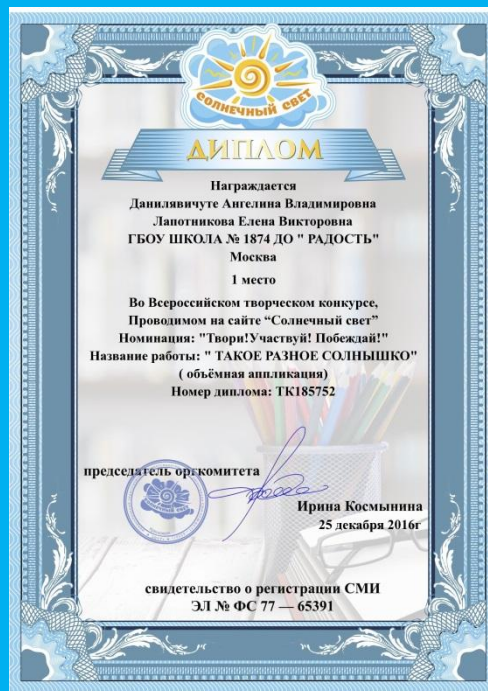 СОЛНЕЧНЫЙ СВЕТ
ДИПЛОМ
Награждается
Данилявичуте Ангелина Владимировна
Лапотникова Елена Викторовна
ГБОУ ШКОЛА № 1874 ДО " РАДОСТЬ"
Москва
1 место
Во Всероссийском творческом конкурсе,
Проводимом на сайте “Солнечный свет”
Номинация: "Твори!Участвуй! Побеждай!"
Название работы: " ТАКОЕ РАЗНОЕ СОЛНЫШКО"
( объёмная аппликация)
Номер диплома: ТК185752
председатель оргкомитета
Ирина Космынина
25 декабря 2016г
свидетельство о регистрации СМИ
ЭЛ № ФС 77 — 65391